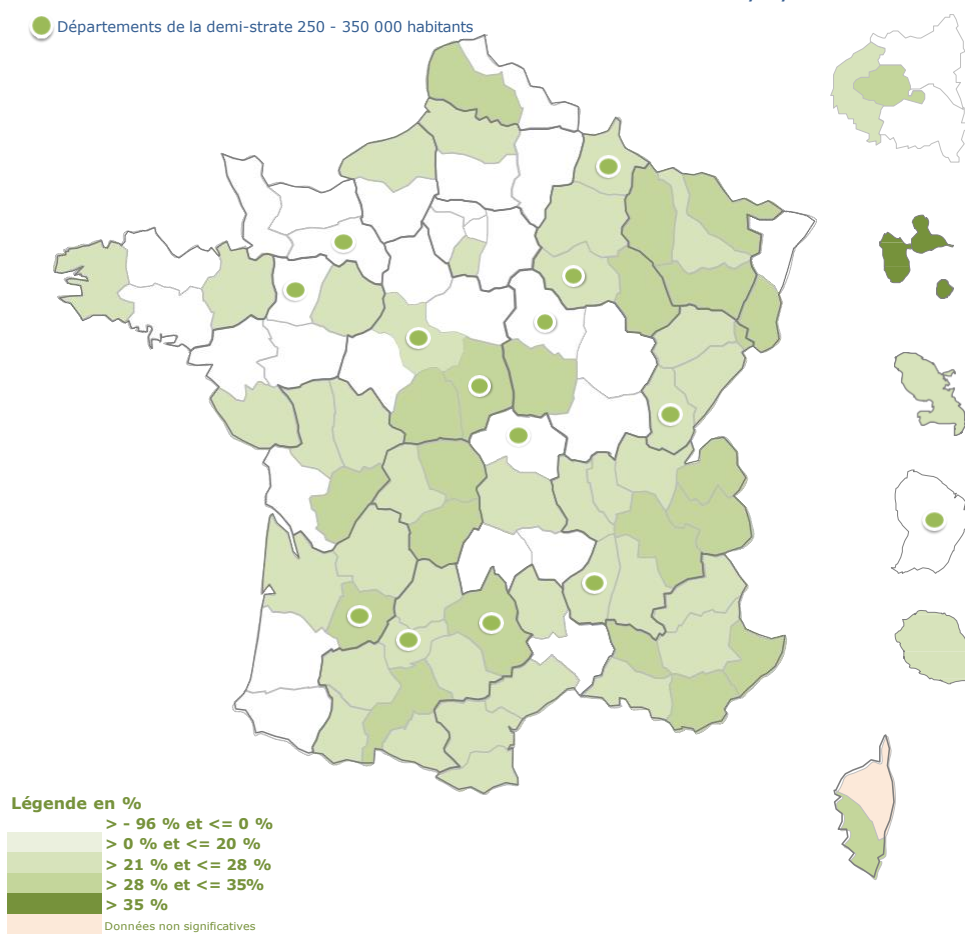 Départements de la demi-strate 250 - 350 000 habitants
Légende en %
> - 96 % et <= 0 %
> 0 % et <= 20 %
> 21 % et <= 28 %
> 28 % et <= 35%
> 35 %
Données non significatives